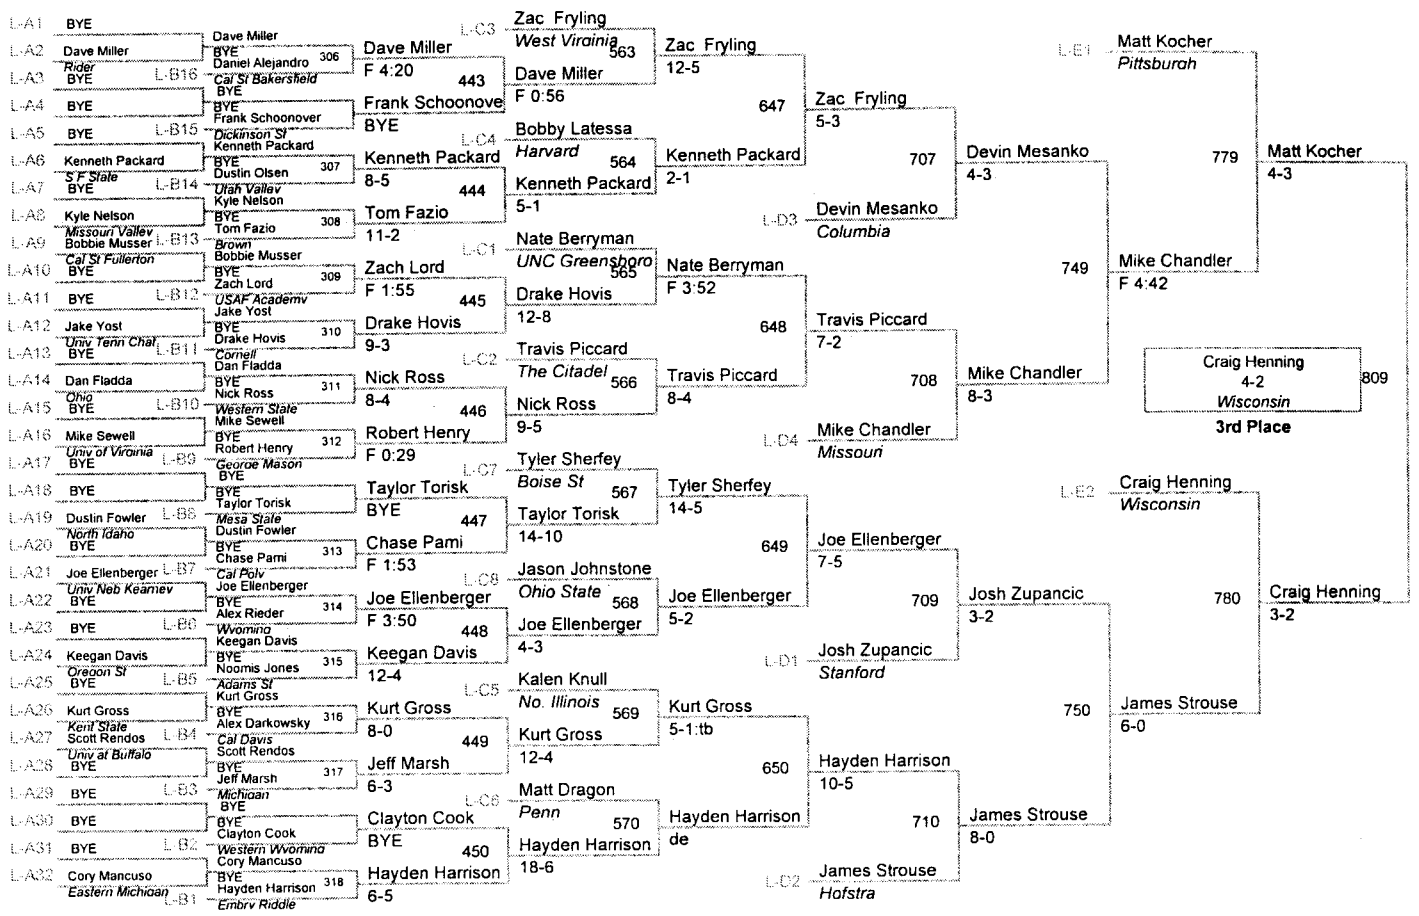 L-A1 BYE
L-A2 Dave Miller
Rider
L-A3 BYE
L-A4 BYE
L-A5 BYE
L-A6 Kenneth Packard
S F State
L-A7 BYE
L-A8 Kyle Nelson
Missouri Valley
L-A9 Bobbie Musser
Cal St Fullerton
L-A10 BYE
L-A11 BYE
L-A12 Jake Yost
Univ Tenn Chat
L-A13 BYE
L-A14 Dan Fladda
Ohio
L-A15 BYE
L-A16 Mike Sewell
Univ of Virginia
L-A17 BYE
L-A18 BYE
L-A19 Dustin Fowler
North Idaho
L-A20 BYE
L-A21 Joe Ellenberger
Univ Neb Kearney
L-A22 BYE
L-A23 BYE
L-A24 Keegan Davis
Oregon St
L-A25 BYE
L-A26 Kurt Gross
Kent State
L-A27 Scott Rendos
Univ at Buffalo
L-A28 BYE
L-A29 BYE
L-A30 BYE
L-A31 BYE
L-A32 Cory Mancuso
Eastern Michigan
Dave Miller
BYE
Daniel Alejandro 306
L-B16 Cal St Bakersfield
BYE
BYE
Frank Schoonover
L-B15 Dickinson St
Kenneth Packard
BYE
Dustin Olsen 307
L-B14 Utah Valley
Kyle Nelson
BYE
Tom Fazio 308
L-B13 Brown
Bobbie Musser
BYE
Zach Lord 309
L-B12 USAF Academy
Jake Yost
BYE
Drake Hovis 310
L-B11 Cornell
Dan Fladda
BYE
Nick Ross 311
L-B10 Western State
Mike Sewell
BYE
Robert Henry 312
L-B9 George Mason
BYE
BYE
Taylor Torisk
L-B8 Mesa State
Dustin Fowler
BYE
Chase Pami 313
L-B7 Cal Poly
Joe Ellenberger
BYE
Alex Rieder 314
L-B6 Wyoming
Keegan Davis
BYE
Noomis Jones 315
L-B5 Adams St
Kurt Gross
BYE
Alex Darkowsky 316
L-B4 Cal Davis
Scott Rendos
BYE
Jeff Marsh 317
L-B3 Michigan
BYE
BYE
Clayton Cook
L-B2 Western Wyoming
Cory Mancuso
BYE
Hayden Harrison 318
L-B1 Embry Riddle
Dave Miller
F 4:20
443
Frank Schoonove
BYE
Kenneth Packard
8-5
444
Tom Fazio
11-2
Zach Lord
F 1:55
445
Drake Hovis
9-3
Nick Ross
8-4
446
Robert Henry
F 0:29
Taylor Torisk
BYE
447
Chase Pami
F 1:53
Joe Ellenberger
F 3:50
448
Keegan Davis
12-4
Kurt Gross
8-0
449
Jeff Marsh
6-3
Clayton Cook
BYE
450
Hayden Harrison
6-5
L-C3 Zac Fryling
West Virginia 563
Dave Miller
F 0:56
L-C4 Bobby Latessa
Harvard 564
Kenneth Packard
5-1
L-C1 Nate Berryman
UNC Greensboro
565
Drake Hovis
12-8
L-C2 Travis Piccard
The Citadel 566
Nick Ross
9-5
L-C7 Tyler Sherfey
Boise St 567
Taylor Torisk
14-10
L-C8 Jason Johnstone
Ohio State 568
Joe Ellenberger
4-3
L-C5 Kalen Knull
No. Illinois 569
Kurt Gross
12-4
L-C6 Matt Dragon
Penn 570
Hayden Harrison
18-6
Zac Fryling
12-5
647
Kenneth Packard
2-1
Nate Berryman
F 3:52
648
Travis Piccard
8-4
Tyler Sherfey
14-5
649
Joe Ellenberger
5-2
Kurt Gross
5-1:tb
650
Hayden Harrison
de
Zac Fryling
5-3
707
L-D3 Devin Mesanko
Columbia
Travis Piccard
7-2
708
L-D4 Mike Chandler
Missouri
Joe Ellenberger
7-5
709
L-D1 Josh Zupancic
Stanford
Hayden Harrison
10-5
710
L-D2 James Strouse
Hofstra
Devin Mesanko
4-3
749
Mike Chandler
8-3
Josh Zupancic
3-2
750
James Strouse
8-0
L-E1 Matt Kocher
Pittsburgh
779
Mike Chandler
F 4:42
L-E2 Craig Henning
Wisconsin
780
James Strouse
6-0
Matt Kocher
4-3
Craig Henning
4-2
Wisconsin
809
3rd Place
Craig Henning
3-2